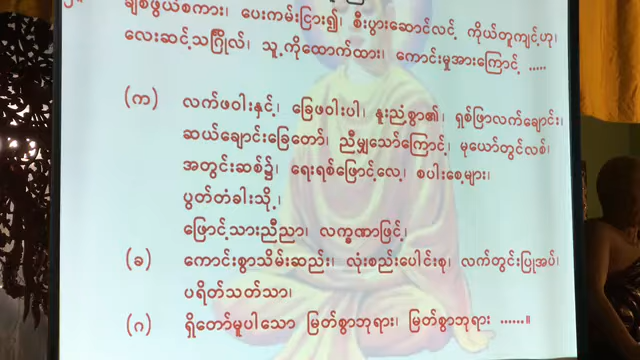 ချစ်ဖွယ်စကား၊ ပေးကမ်းငြား၍၊ စီးပွားဆောင်လင့် ကိုယ်တူကျင့်ဟု၊
လေးဆင့်သင်္ဂြိုလ်၊ သူ့ကိုထောက်ထား၊ ကောင်းမှုအားကြောင့် .....
(က) လက်ဖဝါးနှင့်၊ ခြေဖဝါးပါ၊ နူးညံ့စွာ၏၊ ရှစ်ဖြာလက်ချောင်း၊
ဆယ်ချောင်းခြေတော်၊ ညီမျှသော်ကြောင့်၊ မုယောတွင်လစ်၊
အတွင်းဆစ်၌၊ ရေးရစ်ဖြောင့်လေ့၊ စပါးစေ့များ၊
ပွတ်တံခါးသို့၊
ဖြောင့်သားညီညာ၊ လက္ခဏာဖြင့်၊
(ခ) ကောင်းစွာသိမ်းဆည်း၊ လုံးစည်းပေါင်းစု၊ လက်တွင်းပြုအပ်၊
ပရိတ်သတ်သာ၊
(ဂ) ရှိတော်မူပါသော မြတ်စွာဘုရား၊ မြတ်စွာဘုရား ......။